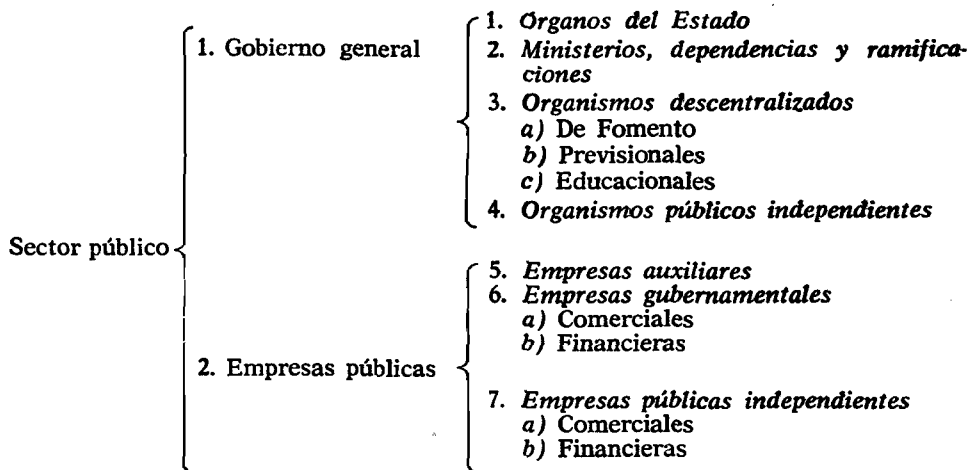 Sector público
1. Gobierno general
1. Organos del Estado
2. Ministerios, dependencias y ramifica-
ciones
3. Organismos descentralizados
a) De Fomento
b) Previsionales
c) Educacionales
4. Organismos públicos independientes
2. Empresas públicas
5. Empresas auxiliares
6. Empresas gubernamentales
a) Comerciales
b) Financieras
7. Empresas públicas independientes
a) Comerciales
b) Financieras